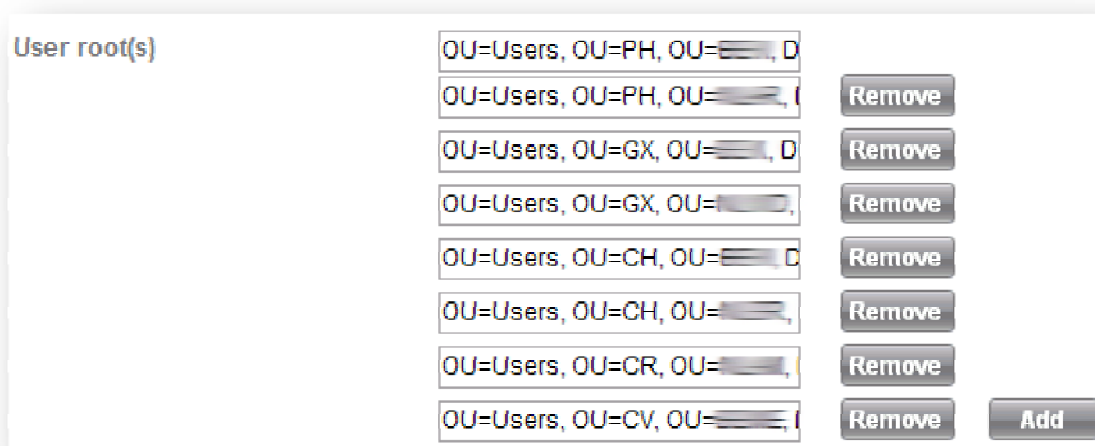 User root(s) OU=Users, OU=PH, OU= , D
OU=Users, OU=PH, OU= , Remove
OU=Users, OU=GX, OU= , D Remove
OU=Users, OU=GX, OU= , Remove
OU=Users, OU=CH, OU= D Remove
OU=Users, OU=CH, OU= , Remove
OU=Users, OU=CR, OU= , Remove
OU=Users, OU=CV, OU= , Remove Add